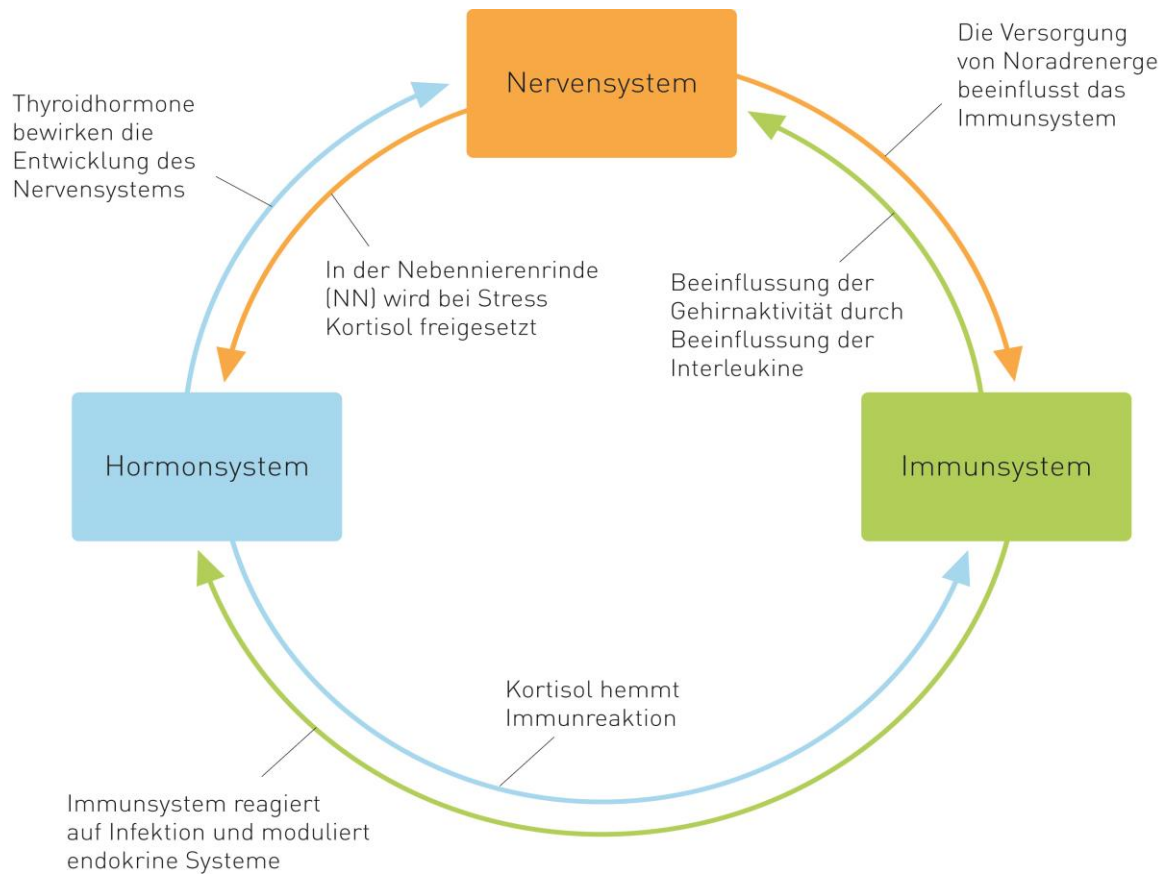 Nervensystem
Die Versorgung
von Noradrenerge
beeinflusst das
Immunsystem
Thyroidhormone
bewirken die
Entwicklung des
Nervensystems
In der Nebennierenrinde
(NN) wird bei Stress
Kortisol freigesetzt
Beeinflussung der
Gehirnaktivität durch
Beeinflussung der
Interleukine
Hormonsystem
Immunsystem
Kortisol hemmt
Immunreaktion
Immunsystem reagiert
auf Infektion und moduliert
endokrine Systeme